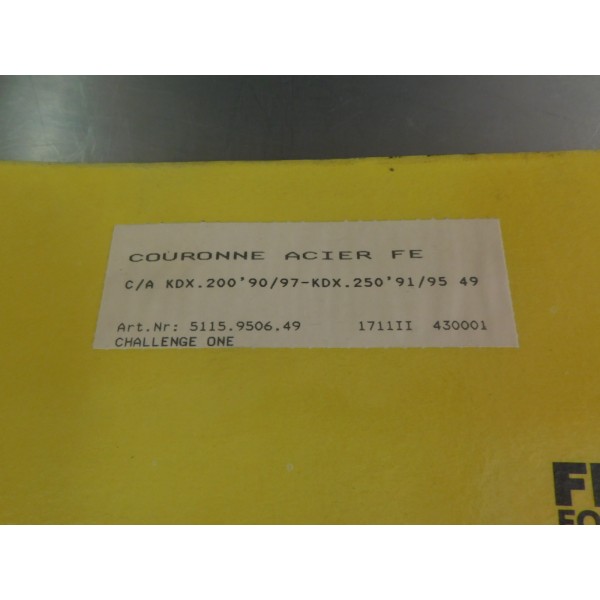 COURONNE ACIER FE
C/A KDX.200'90/97-KDX.250'91/95 49
Art.Nr: 5115.9506.49 1711II 430001
CHALLENGE ONE